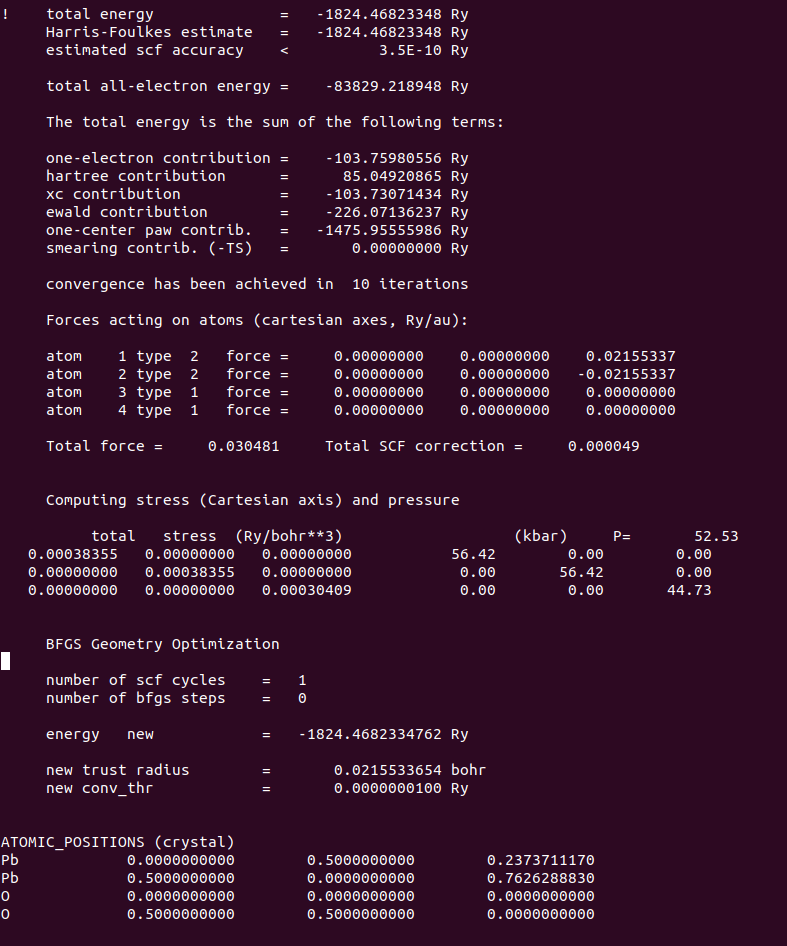 !    total energy              =   -1824.46823348 Ry
     Harris-Foulkes estimate   =   -1824.46823348 Ry
     estimated scf accuracy    <          3.5E-10 Ry
     total all-electron energy =    -83829.218948 Ry
     The total energy is the sum of the following terms:
     one-electron contribution =    -103.75980556 Ry
     hartree contribution      =      85.04920865 Ry
     xc contribution           =    -103.73071434 Ry
     ewald contribution        =    -226.07136237 Ry
     one-center paw contrib.   =   -1475.95555986 Ry
     smearing contrib. (-TS)   =       0.00000000 Ry
     convergence has been achieved in  10 iterations
     Forces acting on atoms (cartesian axes, Ry/au):
     atom    1 type  2   force =     0.00000000    0.00000000    0.02155337
     atom    2 type  2   force =     0.00000000    0.00000000   -0.02155337
     atom    3 type  1   force =     0.00000000    0.00000000    0.00000000
     atom    4 type  1   force =     0.00000000    0.00000000    0.00000000
     Total force =     0.030481     Total SCF correction =     0.000049
     Computing stress (Cartesian axis) and pressure
          total   stress  (Ry/bohr**3)                   (kbar)     P=       52.53
   0.00038355   0.00000000   0.00000000           56.42        0.00        0.00
   0.00000000   0.00038355   0.00000000            0.00       56.42        0.00
   0.00000000   0.00000000   0.00030409            0.00        0.00       44.73
     BFGS Geometry Optimization
     number of scf cycles    =   1
     number of bfgs steps    =   0
     energy   new            =   -1824.4682334762 Ry
     new trust radius        =       0.0215533654 bohr
     new conv_thr            =       0.0000000100 Ry
ATOMIC_POSITIONS (crystal)
Pb            0.0000000000        0.5000000000        0.2373711170
Pb            0.5000000000        0.0000000000        0.7626288830
O             0.0000000000        0.0000000000        0.0000000000
O             0.5000000000        0.5000000000        0.0000000000